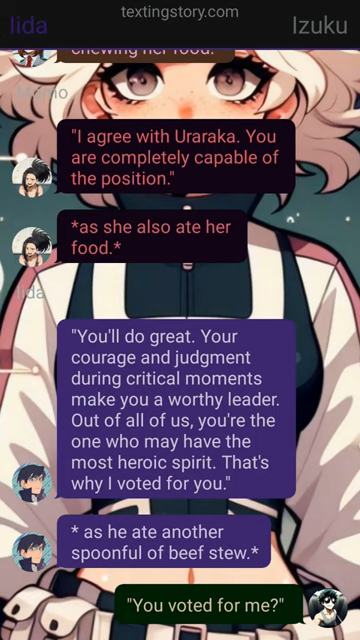 textingstory.com
Iida
Izuku
chewing her food.*
Momo
"I agree with Uraraka. You
are completely capable of
the position."
*as she also ate her
food.*
Iida
"You'll do great. Your
courage and judgment
during critical moments
make you a worthy leader.
Out of all of us, you're the
one who may have the
most heroic spirit. That's
why I voted for you."
* as he ate another
spoonful of beef stew.*
"You voted for me?"